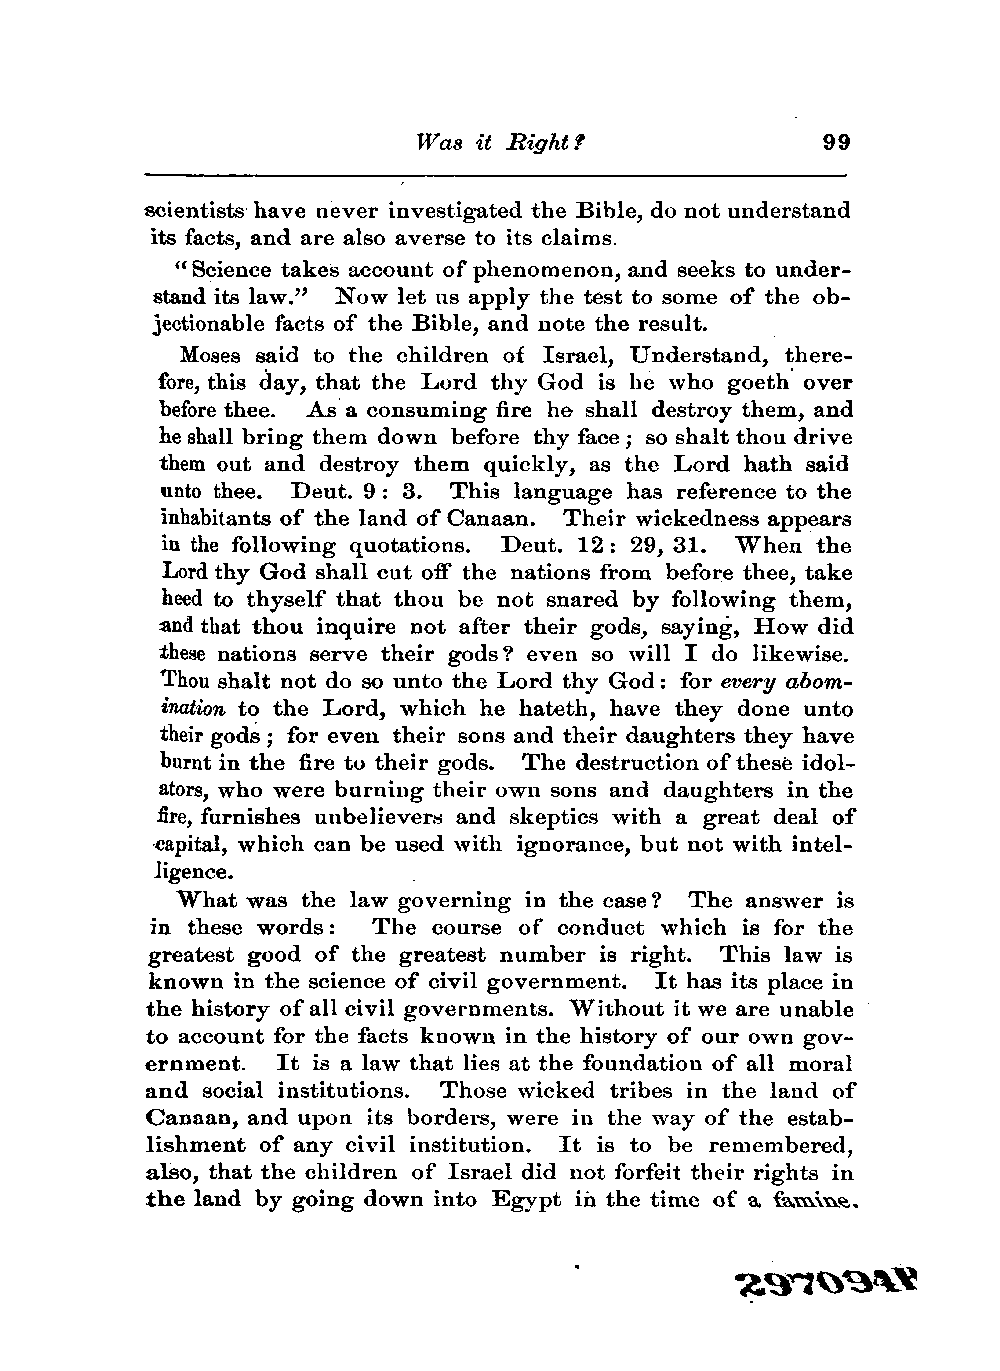 Was it Right? 99
scientists have never investigated the Bible, do not understand
its facts, and are also averse to its claims.
"Science takes account of phenomenon, and seeks to under-
stand its law." Now let us apply the test to some of the ob-
jectionable facts of the Bible, and note the result.
Moses said to the children of Israel, Understand, there-
fore, this day, that the Lord thy God is he who goeth over
before thee. As a consuming fire he shall destroy them, and
he shall bring them down before thy face; so shalt thou drive
them out and destroy them quickly, as the Lord hath said
unto thee. Deut. 9: 3. This language has reference to the
inhabitants of the land of Canaan. Their wickedness appears
in the following quotations. Deut. 12: 29, 31. When the
Lord thy God shall cut off the nations from before thee, take
heed to thyself that thou be not snared by following them,
and that thou inquire not after their gods, saying, How did
these nations serve their gods? even so will I do likewise.
Thou shalt not do so unto the Lord thy God: for every abom-
ination to the Lord, which he hateth, have they done unto
their gods; for even their sons and their daughters they have
burnt in the fire to their gods. The destruction of these idol-
ators, who were burning their own sons and daughters in the
fire, furnishes unbelievers and skeptics with a great deal of
capital, which can be used with ignorance, but not with intel-
ligence.
What was the law governing in the case? The answer is
in these words: The course of conduct which is for the
greatest good of the greatest number is right. This law is
known in the science of civil government. It has its place in
the history of all civil governments. Without it we are unable
to account for the facts known in the history of our own gov-
ernment. It is a law that lies at the foundation of all moral
and social institutions. Those wicked tribes in the land of
Canaan, and upon its borders, were in the way of the estab-
lishment of any civil institution. It is to be remembered,
also, that the children of Israel did not forfeit their rights in
the land by going down into Egypt in the time of a famine.